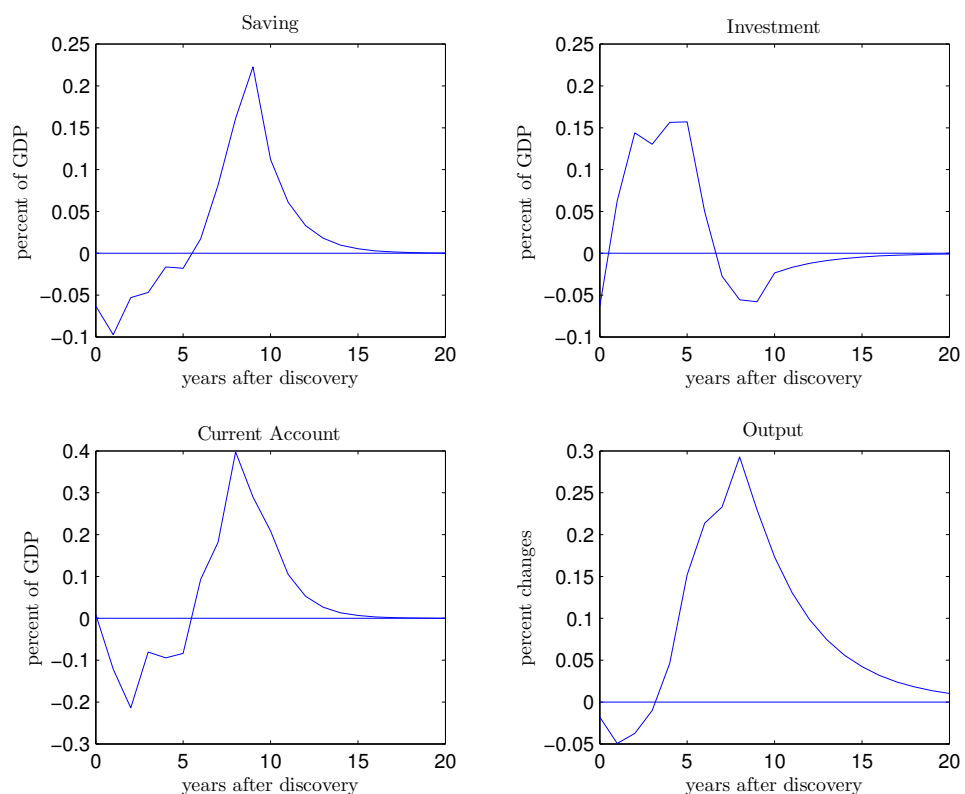 Saving
0.25
0.2
0.15
0.1
0.05
0
−0.05
−0.1
percent of GDP
0 5 10 15 20
years after discovery
Investment
0.25
0.2
0.15
0.1
0.05
0
−0.05
−0.1
percent of GDP
0 5 10 15 20
years after discovery
Current Account
0.4
0.3
0.2
0.1
0
−0.1
−0.2
−0.3
percent of GDP
0 5 10 15 20
years after discovery
Output
0.3
0.25
0.2
0.15
0.1
0.05
0
−0.05
percent changes
0 5 10 15 20
years after discovery